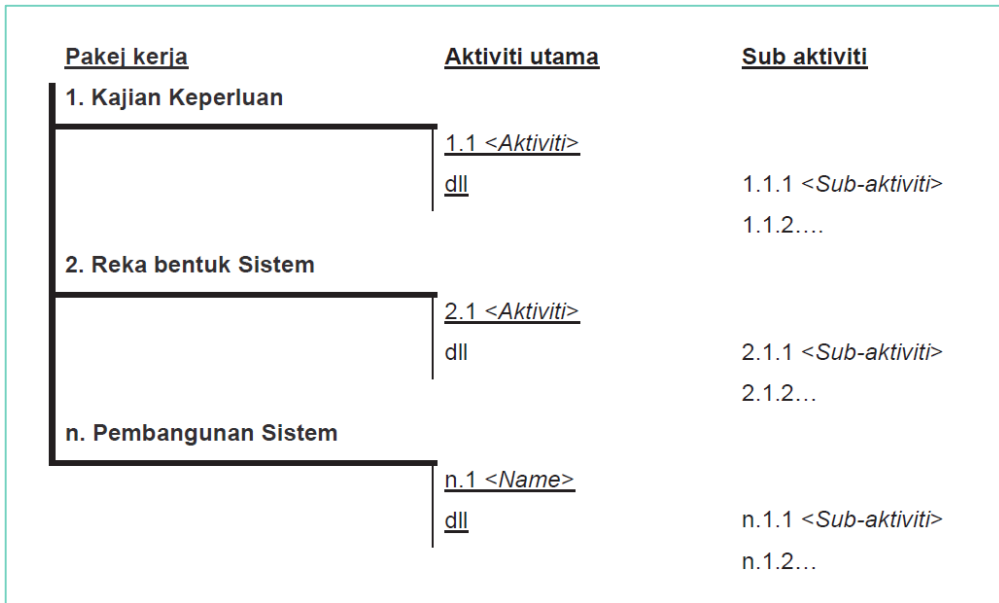 Pakej kerja Aktiviti utama Sub aktiviti
1. Kajian Keperluan
1.1 <Aktiviti>
dll 1.1.1 <Sub-aktiviti>
1.1.2….
2. Reka bentuk Sistem
2.1 <Aktiviti>
dll 2.1.1 <Sub-aktiviti>
2.1.2…
n. Pembangunan Sistem
n.1 <Name>
dll n.1.1 <Sub-aktiviti>
n.1.2…